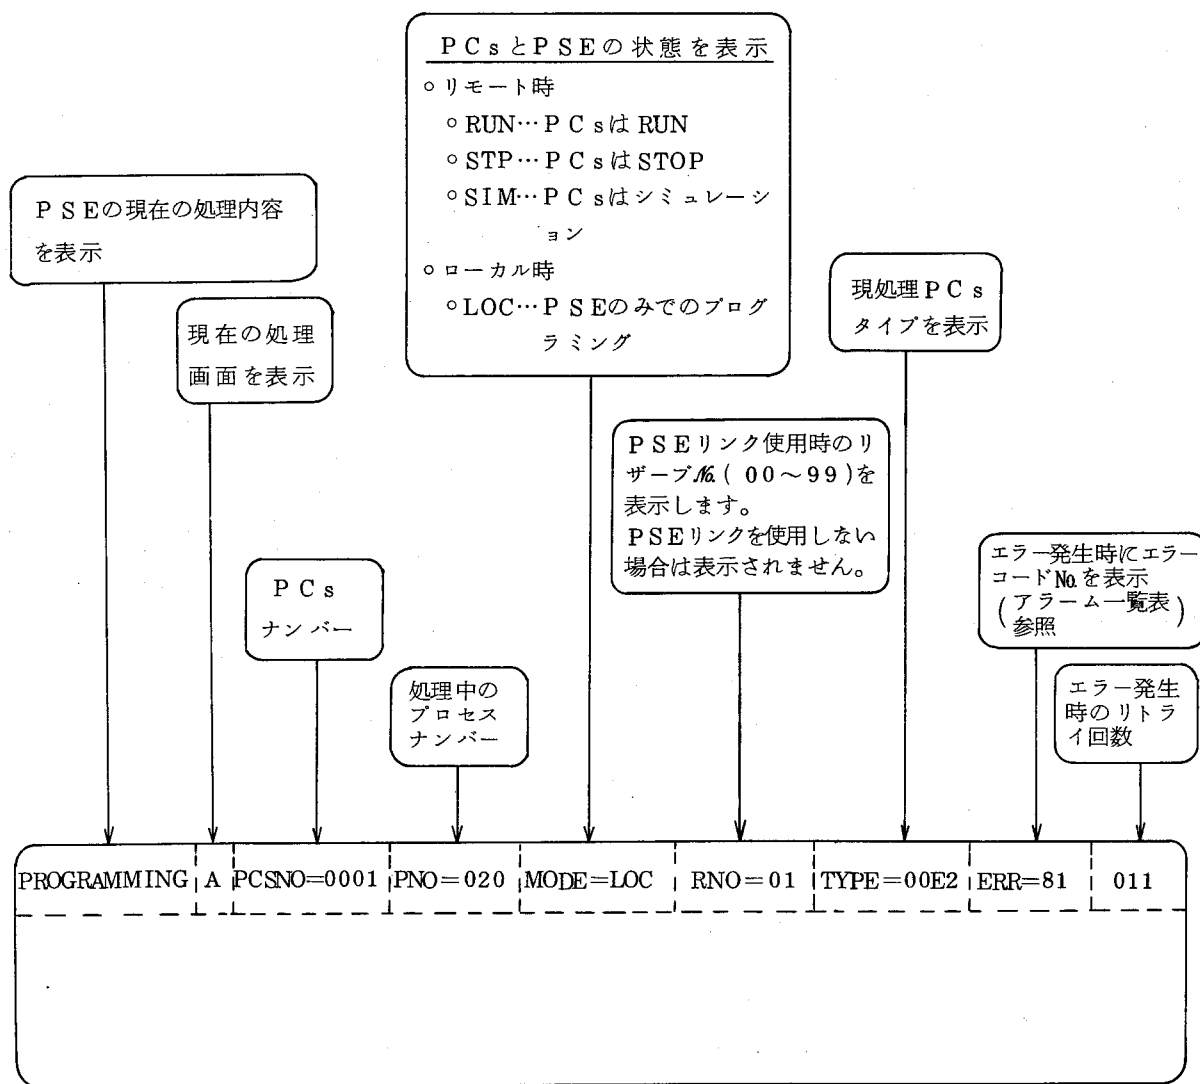 PCsとPSEの状態を表示
○リモート時
○RUN…PCsはRUN
○STP…PCsはSTOP
○SIM…PCsはシミュレーシ
ョン
○ローカル時
○LOC…PSEのみでのプログ
ラミング
PSEの現在の処理内容
を表示
現在の処理
画面を表示
現処理PCs
タイプを表示
PSEリンク使用時のリ
ザーブ№(00～99)を
表示します。
PSEリンクを使用しない
場合は表示されません。
エラー発生時にエラー
コード№を表示
(アラーム一覧表
参照)
PCs
ナンバー
処理中の
プロセス
ナンバー
エラー発生
時のリトラ
イ回数
PROGRAMMING A PCSNO=0001 PNO=020 MODE=LOC RNO=01 TYPE=00E2 ERR=81 011